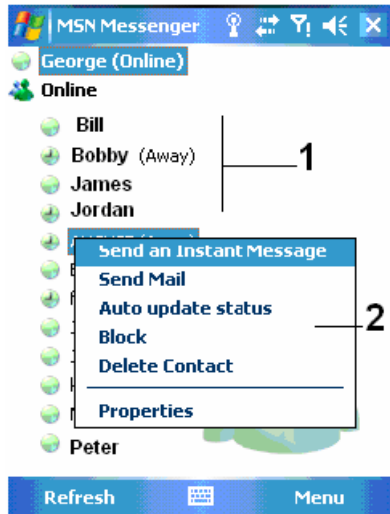 MSN Messenger
George (Online)
Online
Bill
Bobby (Away)
1
James
Jordan
Send an Instant Message
Send Mail
Auto update status
2
Block
Delete Contact
Properties
Peter
Refresh Menu